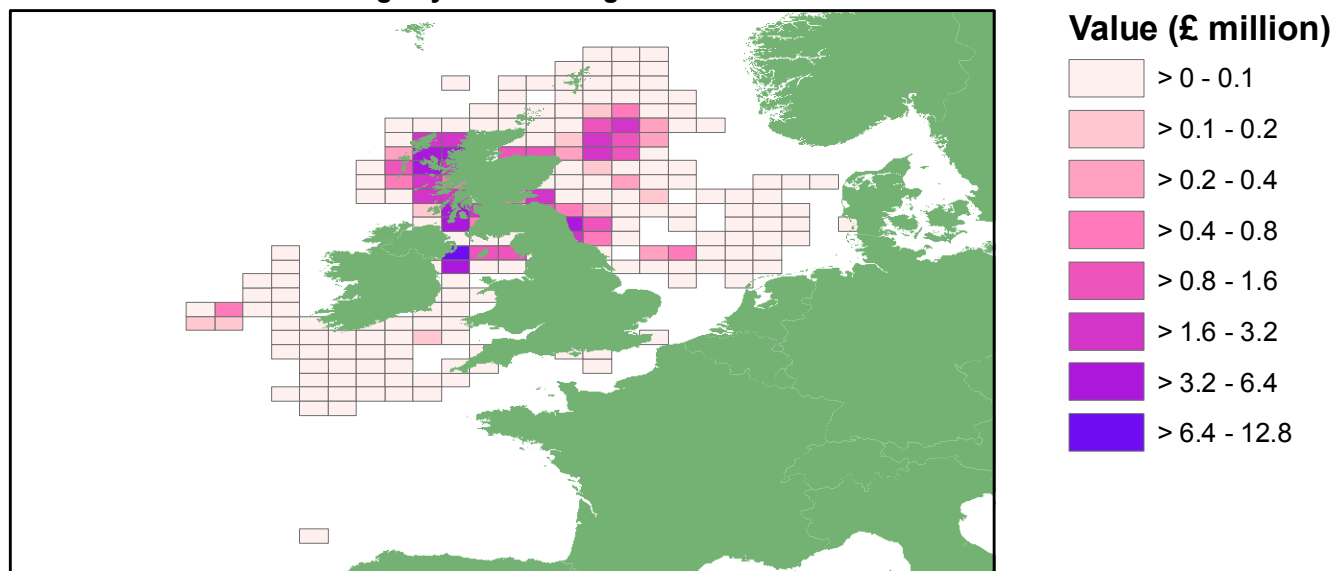 Value (£ million)
> 0 - 0.1
> 0.1 - 0.2
> 0.2 - 0.4
> 0.4 - 0.8
> 0.8 - 1.6
> 1.6 - 3.2
> 3.2 - 6.4
> 6.4 - 12.8